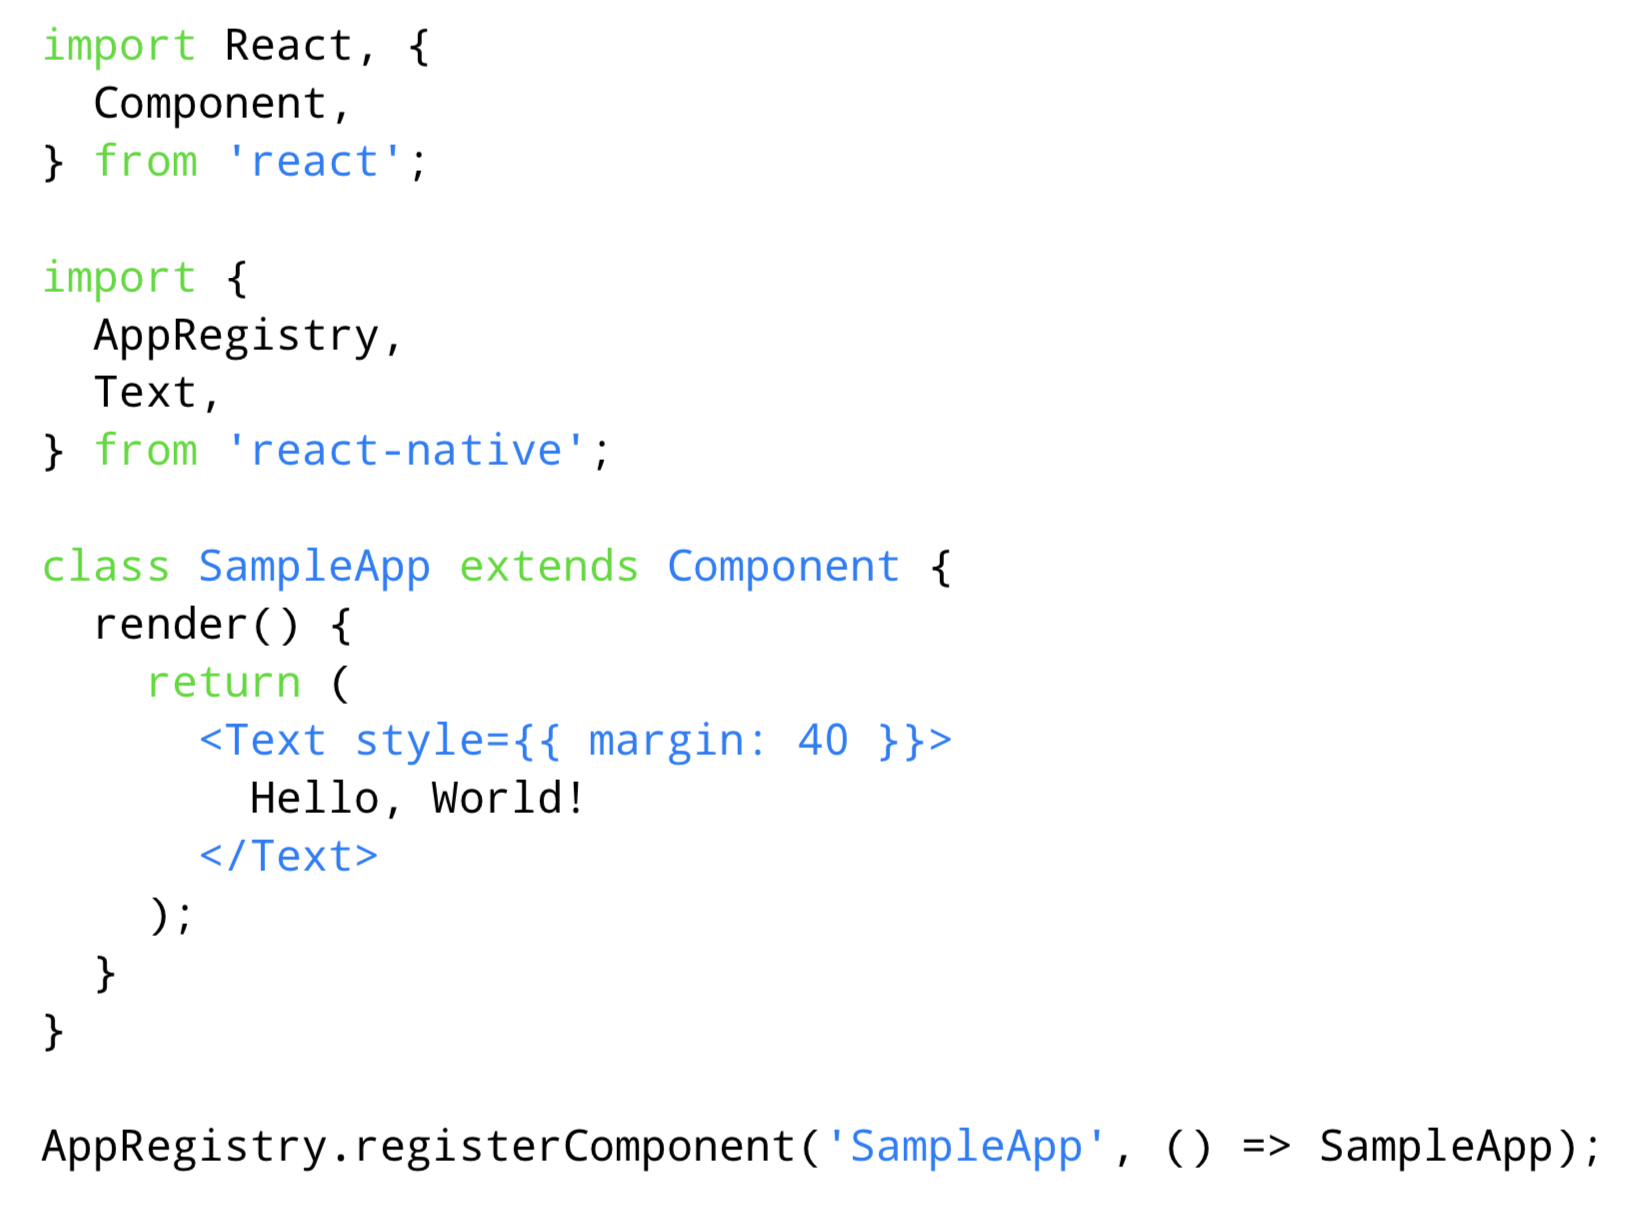 import React, {
  Component,
} from 'react';

import {
  AppRegistry,
  Text,
} from 'react-native';

class SampleApp extends Component {
  render() {
    return (
      <Text style={{ margin: 40 }}>
        Hello, World!
      </Text>
    );
  }
}

AppRegistry.registerComponent('SampleApp', () => SampleApp);